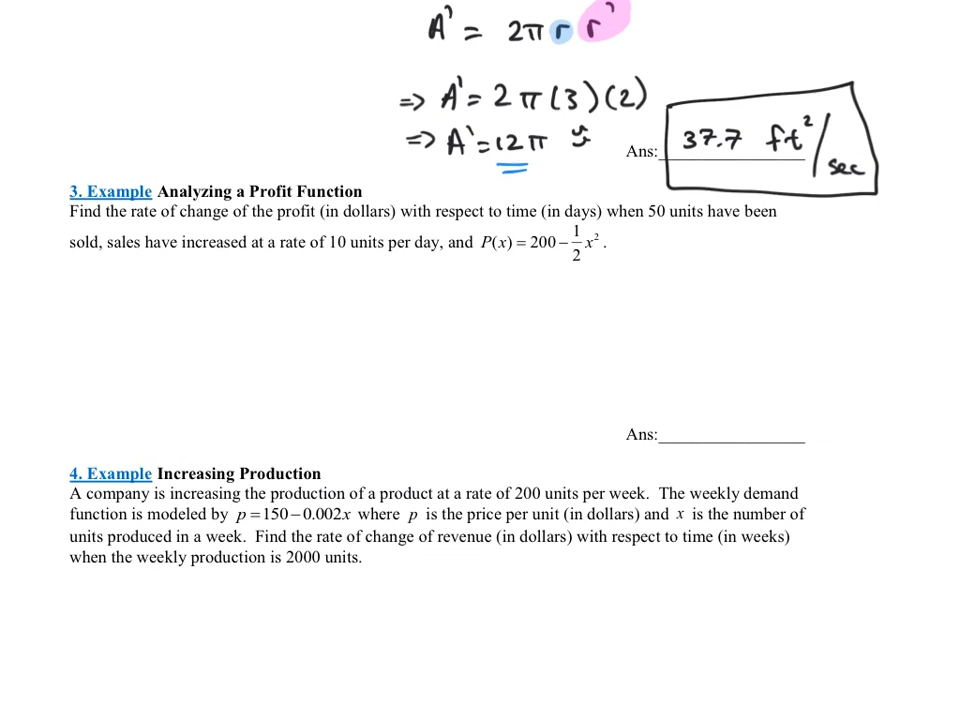 A' = 2π r r'
=> A' = 2π(3)(2)
=> A' = 12π
Ans: 37.7 ft²/sec
3. Example Analyzing a Profit Function
Find the rate of change of the profit (in dollars) with respect to time (in days) when 50 units have been
sold, sales have increased at a rate of 10 units per day, and P(x) = 200 − 1/2 x².
Ans:__________________
4. Example Increasing Production
A company is increasing the production of a product at a rate of 200 units per week. The weekly demand
function is modeled by p = 150 − 0.002x where p is the price per unit (in dollars) and x is the number of
units produced in a week. Find the rate of change of revenue (in dollars) with respect to time (in weeks)
when the weekly production is 2000 units.